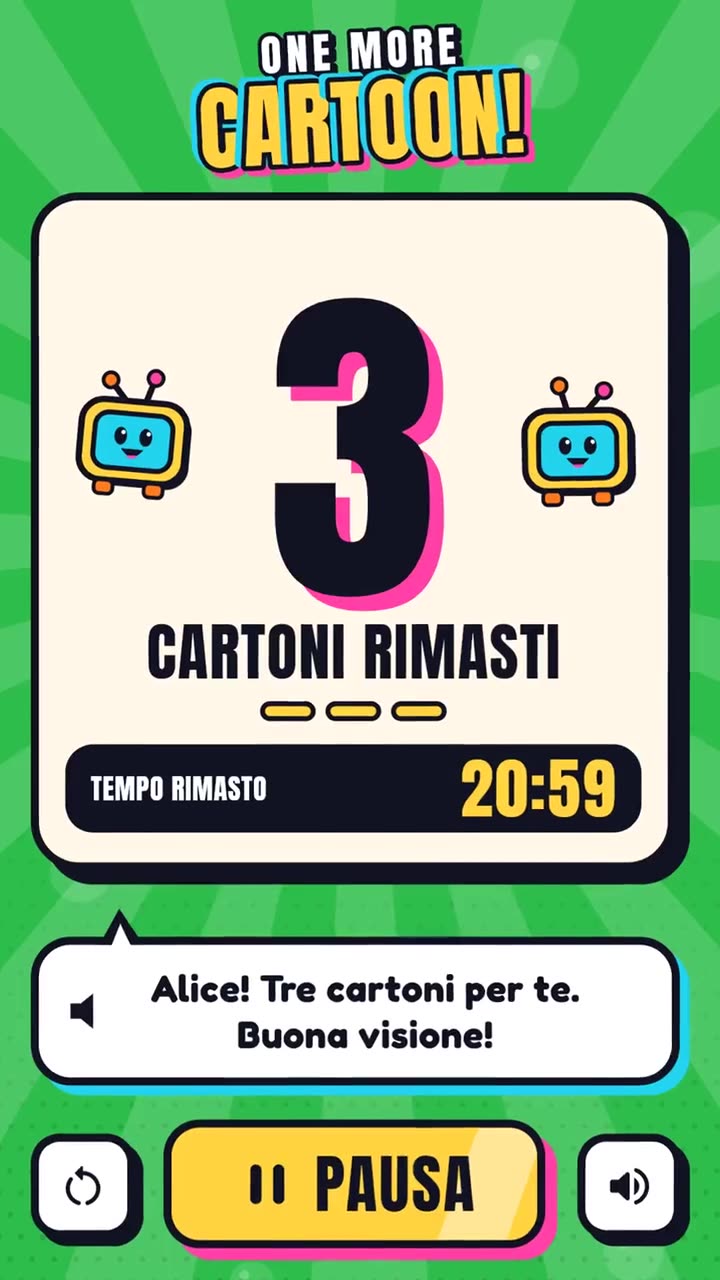 ONE MORE
CARTOON!
3
CARTONI RIMASTI
TEMPO RIMASTO
20:59
Alice! Tre cartoni per te.
Buona visione!
PAUSA